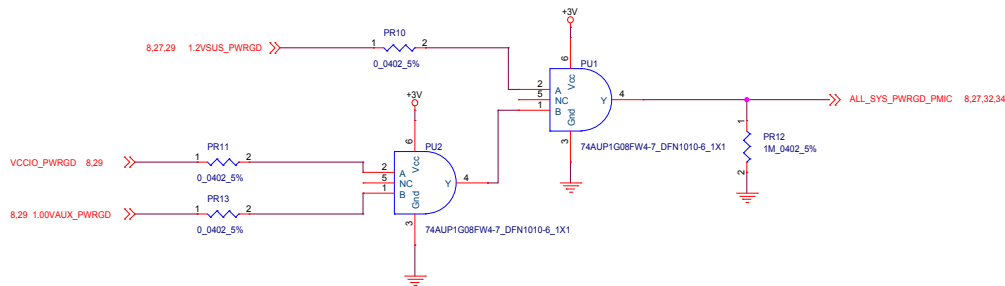 +3V
PR10
8,27,29 1.2VSUS_PWRGD
1 2
0_0402_5%
6
PU1
Vcc
2 A
5 NC
1 B
Y 4
Gnd
3
74AUP1G08FW4-7_DFN1010-6_1X1
ALL_SYS_PWRGD_PMIC 8,27,32,34
1
PR12
1M_0402_5%
2
+3V
PR11
VCCIO_PWRGD 8,29
1 2
0_0402_5%
6
PU2
Vcc
2 A
5 NC
1 B
Y 4
Gnd
3
74AUP1G08FW4-7_DFN1010-6_1X1
PR13
8,29 1.00VAUX_PWRGD
1 2
0_0402_5%